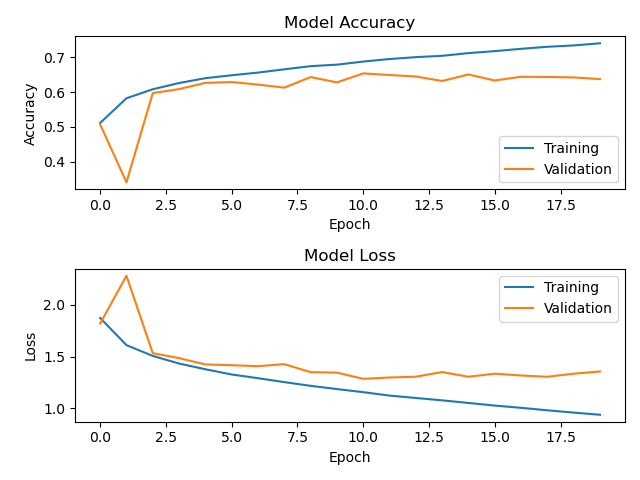 Model Accuracy
0.7
0.6
0.5
0.4
Accuracy
Training
Validation
0.0 2.5 5.0 7.5 10.0 12.5 15.0 17.5
Epoch
Model Loss
2.0
1.5
1.0
Loss
Training
Validation
0.0 2.5 5.0 7.5 10.0 12.5 15.0 17.5
Epoch